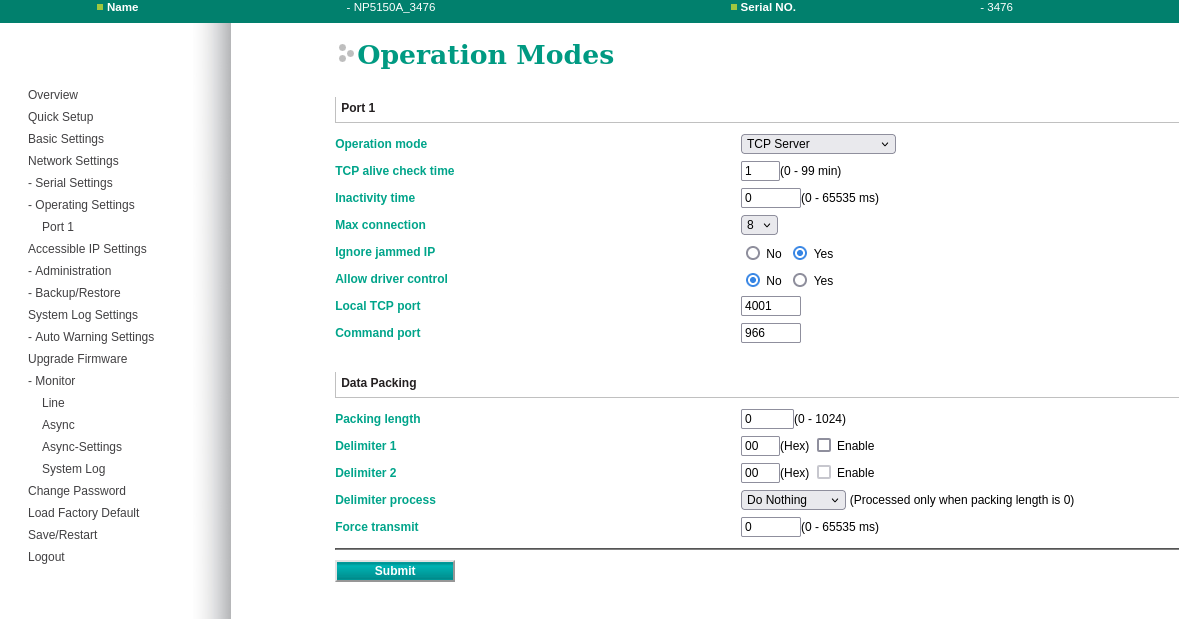 Name - NP5150A_3476 Serial NO. - 3476
Operation Modes
Overview
Quick Setup
Basic Settings
Network Settings
- Serial Settings
- Operating Settings
Port 1
Accessible IP Settings
- Administration
- Backup/Restore
System Log Settings
- Auto Warning Settings
Upgrade Firmware
- Monitor
Line
Async
Async-Settings
System Log
Change Password
Load Factory Default
Save/Restart
Logout
Port 1
Operation mode TCP Server
TCP alive check time 1 (0 - 99 min)
Inactivity time 0 (0 - 65535 ms)
Max connection 8
Ignore jammed IP No Yes
Allow driver control No Yes
Local TCP port 4001
Command port 966
Data Packing
Packing length 0 (0 - 1024)
Delimiter 1 00 (Hex) Enable
Delimiter 2 00 (Hex) Enable
Delimiter process Do Nothing (Processed only when packing length is 0)
Force transmit 0 (0 - 65535 ms)
Submit